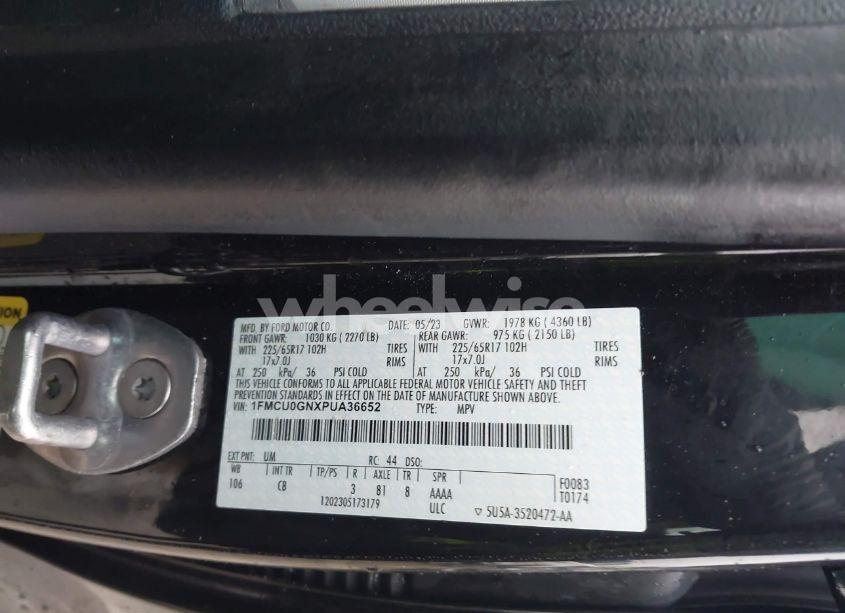 wheelwise
MFD. BY FORD MOTOR CO. DATE: 05/23 GVWR: 1978 KG ( 4360 LB)
FRONT GAWR: 1030 KG ( 2270 LB) REAR GAWR: 975 KG ( 2150 LB)
WITH 225/65R17 102H TIRES WITH 225/65R17 102H TIRES
17x7.0J RIMS 17x7.0J RIMS
AT 250 kPa/ 36 PSI COLD AT 250 kPa/ 36 PSI COLD
THIS VEHICLE CONFORMS TO ALL APPLICABLE FEDERAL MOTOR VEHICLE SAFETY AND THEFT
PREVENTION STANDARDS IN EFFECT ON THE DATE OF MANUFACTURE SHOWN ABOVE.
VIN: 1FMCU0GNXPUA36652 TYPE: MPV
EXT PNT: UM RC: 44 DSO:
WB INT TR TP/PS R AXLE TR SPR F0083
106 CB 3 81 8 AAAA T0174
1202305173179 ULC ▽ 5U5A-3520472-AA
ION